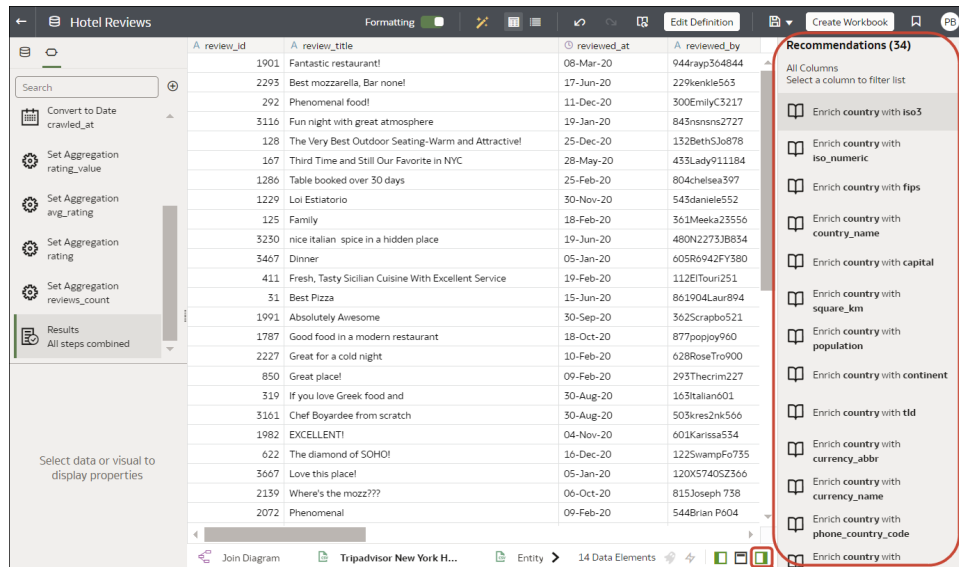 Hotel Reviews
Formatting
Edit Definition
Create Workbook
PB
Search
Convert to Date
crawled_at
Set Aggregation
rating_value
Set Aggregation
avg_rating
Set Aggregation
rating
Set Aggregation
reviews_count
Results
All steps combined
Select data or visual to
display properties
A review_id A review_title reviewed_at A reviewed_by
1901 Fantastic restaurant! 08-Mar-20 944rayp364844
2293 Best mozzarella, Bar none! 17-Jun-20 229kenkle563
292 Phenomenal food! 11-Dec-20 300EmilyC3217
3116 Fun night with great atmosphere 19-Jan-20 843nsnsns2727
128 The Very Best Outdoor Seating-Warm and Attractive! 25-Dec-20 132BethSJo878
167 Third Time and Still Our Favorite in NYC 28-May-20 433Lady911184
1286 Table booked over 30 days 25-Feb-20 804chelsea397
1229 Loi Estiatorio 30-Nov-20 543daniele552
125 Family 18-Feb-20 361Meeka23556
3230 nice italian spice in a hidden place 19-Jun-20 480N2273JB834
3467 Dinner 05-Jan-20 605R6942FY380
411 Fresh, Tasty Sicilian Cuisine With Excellent Service 19-Feb-20 112ElTouri251
31 Best Pizza 15-Jun-20 861904Laur894
1991 Absolutely Awesome 30-Sep-20 362Scrapbo521
1787 Good food in a modern restaurant 18-Oct-20 877popjoy960
2227 Great for a cold night 10-Feb-20 628RoseTro900
850 Great place! 09-Feb-20 293Thecrim227
319 If you love Greek food and 30-Aug-20 163Italian601
3161 Chef Boyardee from scratch 30-Aug-20 503kres2nk566
1982 EXCELLENT! 04-Nov-20 601Karissa534
622 The diamond of SOHO! 16-Dec-20 122SwampFo735
3667 Love this place! 05-Jan-20 120X5740SZ366
2139 Where's the mozz??? 06-Oct-20 815Joseph 738
2072 Phenomenal 09-Feb-20 544Brian P604
Join Diagram Tripadvisor New York H... Entity 14 Data Elements
Recommendations (34)
All Columns
Select a column to filter list
Enrich country with iso3
Enrich country with
iso_numeric
Enrich country with fips
Enrich country with
country_name
Enrich country with capital
Enrich country with
square_km
Enrich country with
population
Enrich country with continent
Enrich country with tld
Enrich country with
currency_abbr
Enrich country with
currency_name
Enrich country with
phone_country_code
Enrich country with